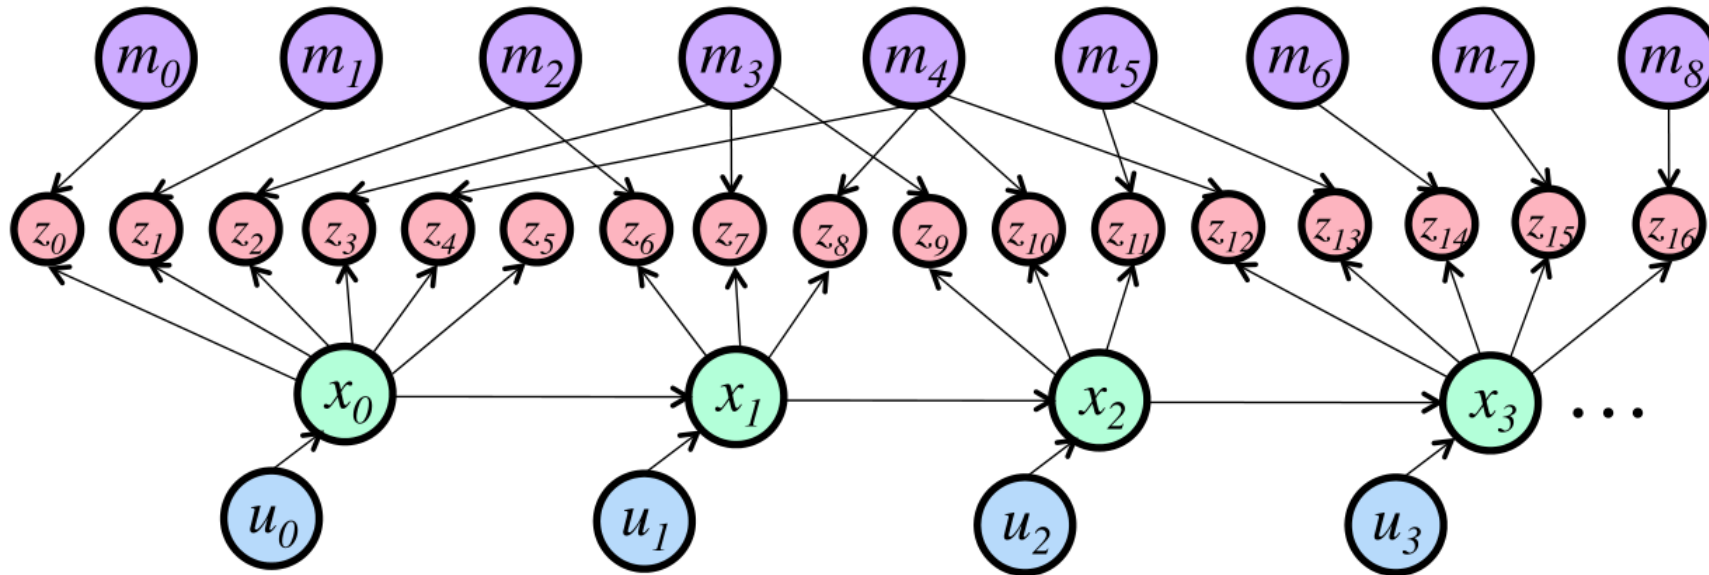 m0 m1 m2 m3 m4 m5 m6 m7 m8
z0 z1 z2 z3 z4 z5 z6 z7 z8 z9 z10 z11 z12 z13 z14 z15 z16
x0 x1 x2 x3 ...
u0 u1 u2 u3